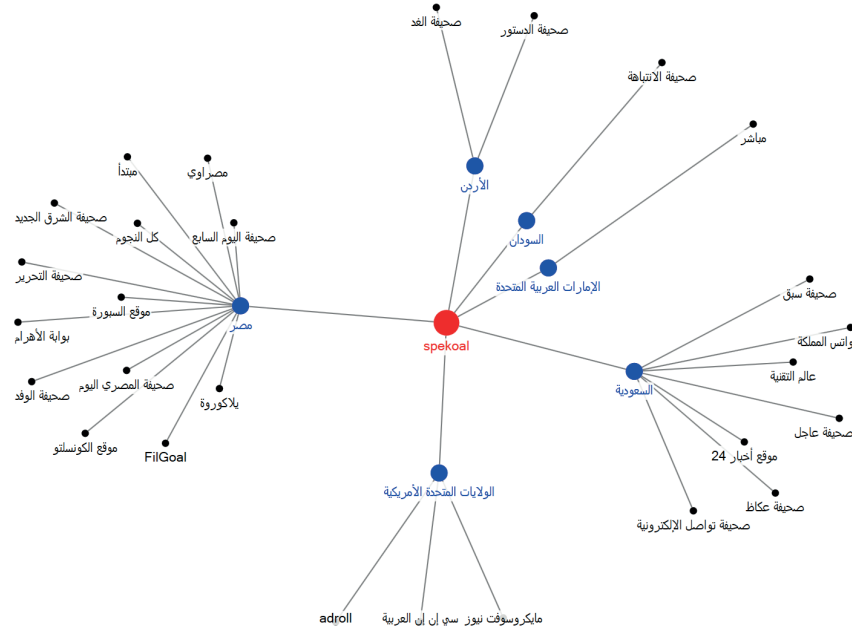 صحيفة الغد
صحيفة الدستور
صحيفة الانتباهة
مباشر
الأردن
السودان
الإمارات العربية المتحدة
مبتدأ
مصراوي
صحيفة الشرق الجديد
كل النجوم
صحيفة اليوم السابع
صحيفة التحرير
موقع السبورة
بوابة الأهرام
مصر
صحيفة المصري اليوم
صحيفة الوفد
يلاكوروة
موقع الكونسلتو
FilGoal
spekoal
صحيفة سبق
واتس المملكة
عالم التقنية
السعودية
صحيفة عاجل
موقع أخبار 24
صحيفة عكاظ
صحيفة تواصل الإلكترونية
الولايات المتحدة الأمريكية
adroll
سي إن إن العربية
مايكروسوفت نيوز